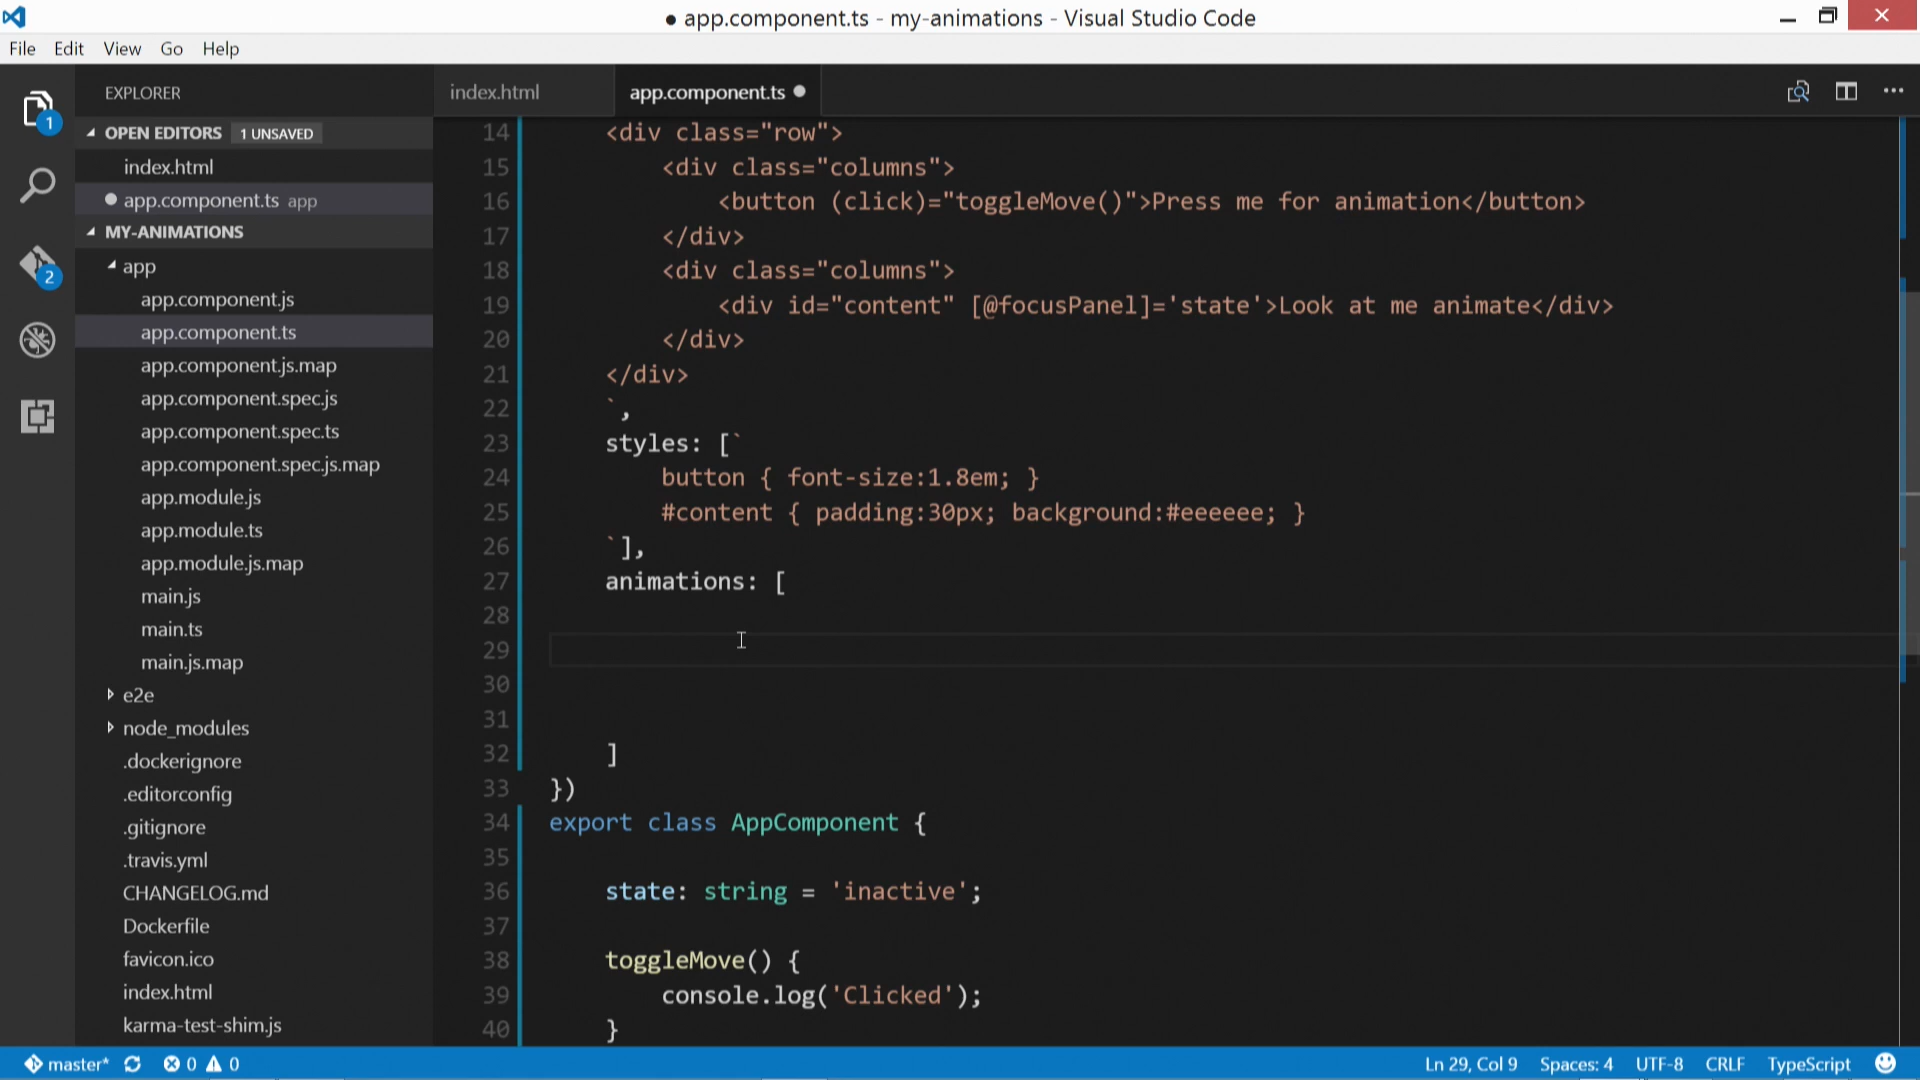 ● app.component.ts - my-animations - Visual Studio Code
File Edit View Go Help
EXPLORER
OPEN EDITORS 1 UNSAVED
index.html
app.component.ts app
MY-ANIMATIONS
app
app.component.js
app.component.ts
app.component.js.map
app.component.spec.js
app.component.spec.ts
app.component.spec.js.map
app.module.js
app.module.ts
app.module.js.map
main.js
main.ts
main.js.map
e2e
node_modules
.dockerignore
.editorconfig
.gitignore
.travis.yml
CHANGELOG.md
Dockerfile
favicon.ico
index.html
karma-test-shim.js
1
2
index.html app.component.ts
14 <div class="row">
15 <div class="columns">
16 <button (click)="toggleMove()">Press me for animation</button>
17 </div>
18 <div class="columns">
19 <div id="content" [@focusPanel]='state'>Look at me animate</div>
20 </div>
21 </div>
22 `,
23 styles: [`
24 button { font-size:1.8em; }
25 #content { padding:30px; background:#eeeeee; }
26 `],
27 animations: [
28
29
30
31
32 ]
33 })
34 export class AppComponent {
35
36 state: string = 'inactive';
37
38 toggleMove() {
39 console.log('Clicked');
40 }
master* 0 0 Ln 29, Col 9 Spaces: 4 UTF-8 CRLF TypeScript